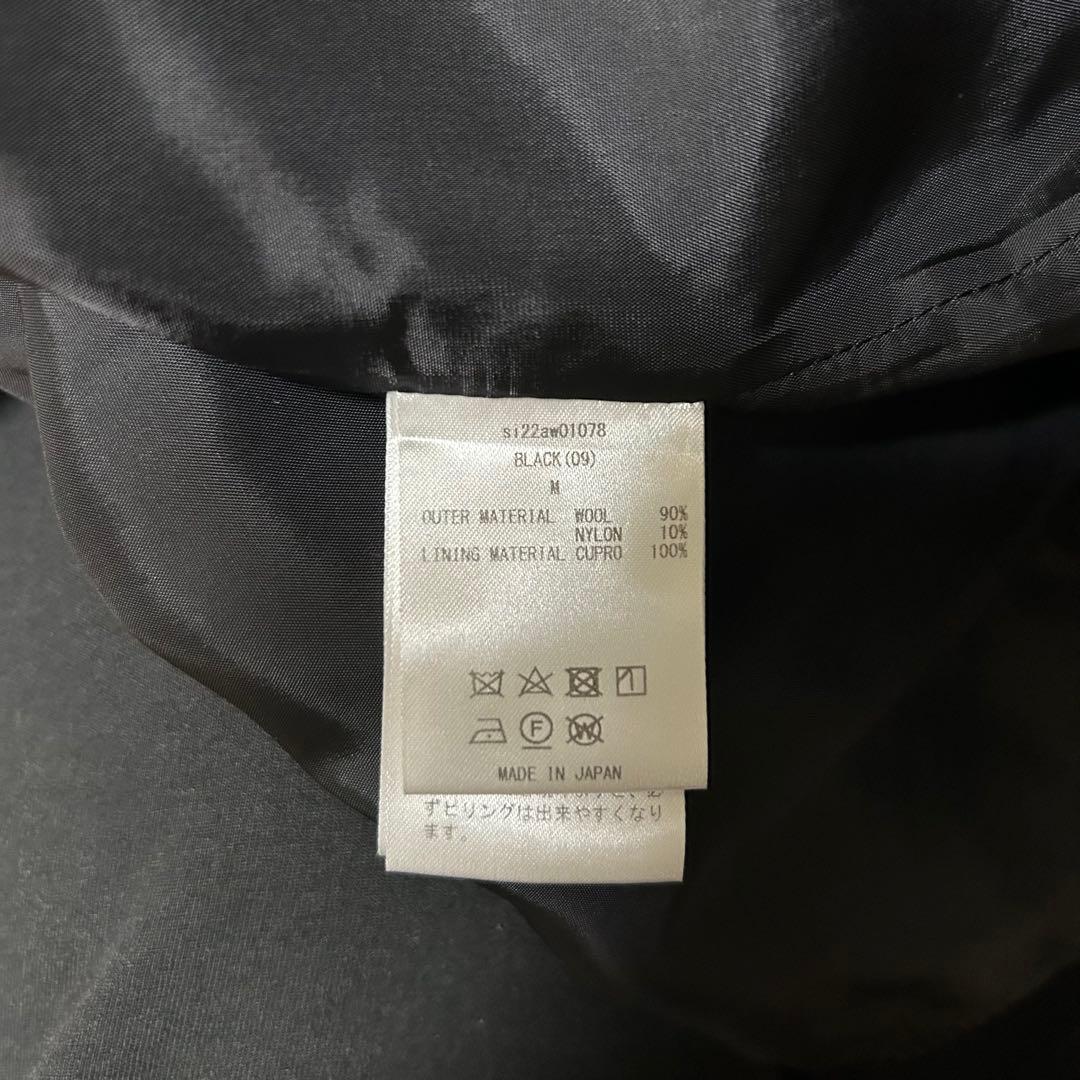 si22aw01078
BLACK(09)
M
OUTER MATERIAL WOOL 90%
NYLON 10%
LINING MATERIAL CUPRO 100%
F
W
MADE IN JAPAN
ずピリングは出来やすくなり
ます。